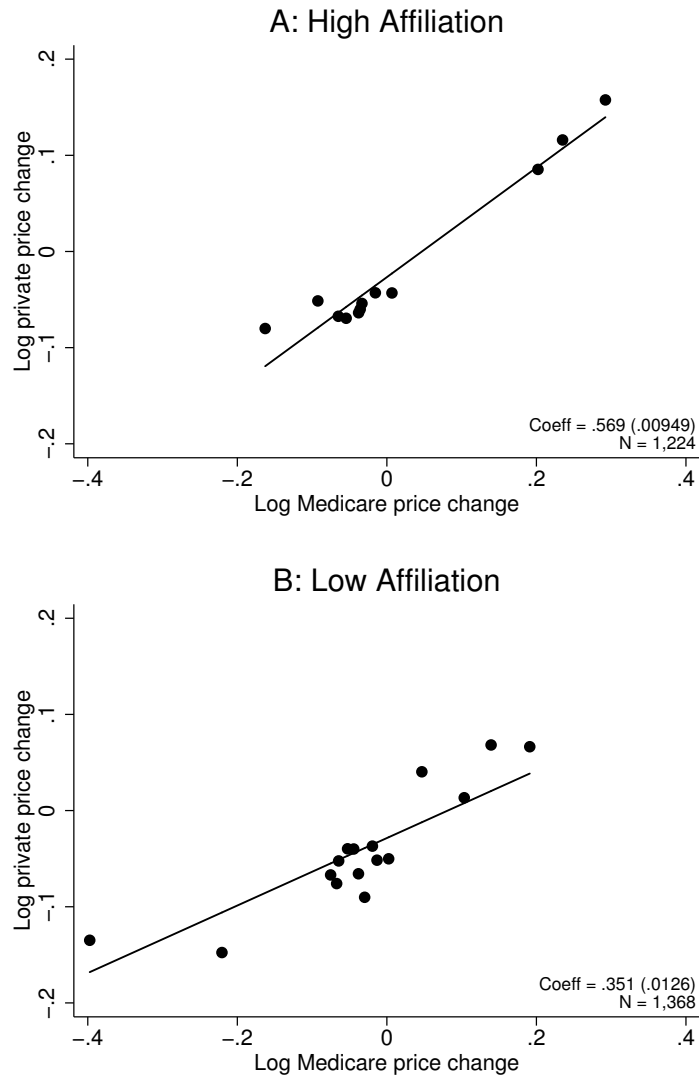 A: High Affiliation
Log private price change
.2
.1
0
−.1
−.2
Coeff = .569 (.00949)
N = 1,224
−.4
−.2
0
.2
.4
Log Medicare price change
B: Low Affiliation
Log private price change
.2
.1
0
−.1
−.2
Coeff = .351 (.0126)
N = 1,368
−.4
−.2
0
.2
.4
Log Medicare price change